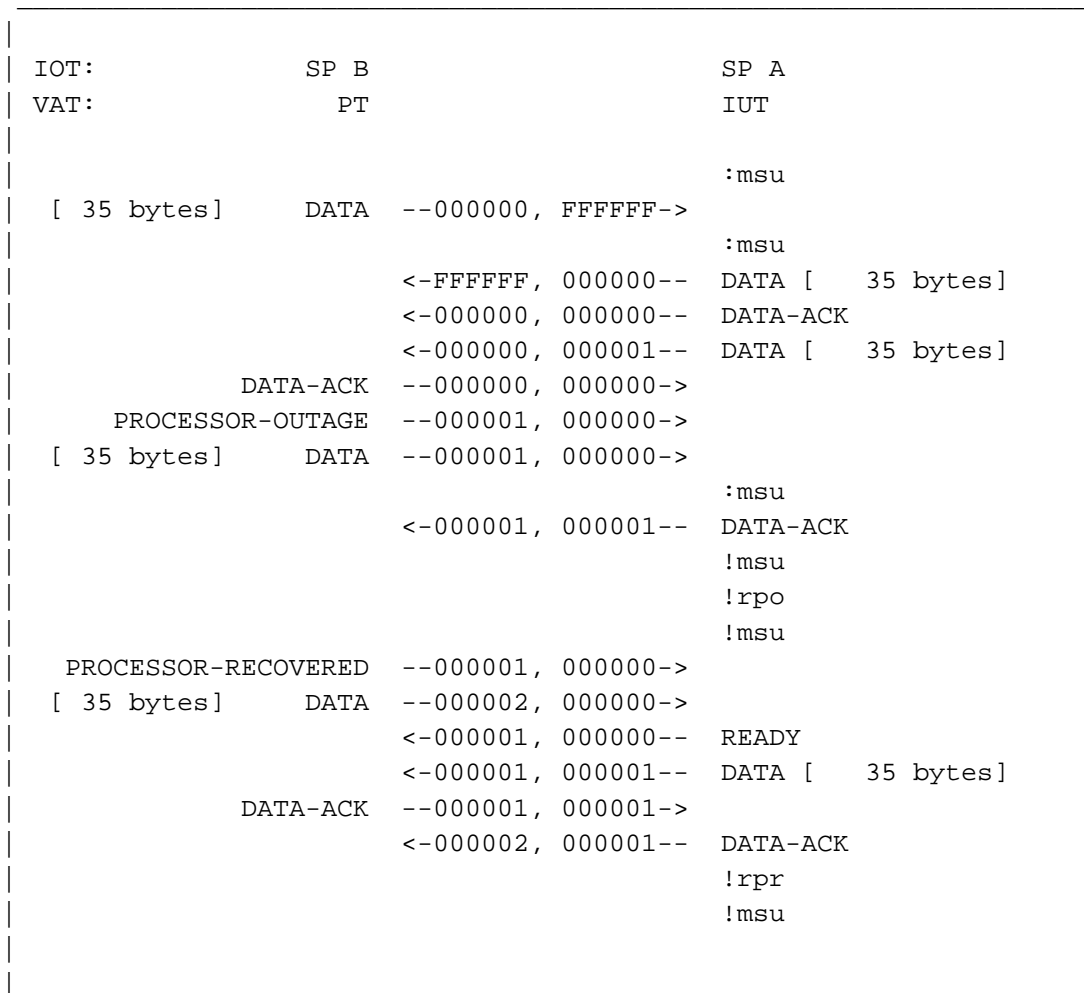 IOT: SP B SP A
VAT: PT IUT
:msu
[ 35 bytes] DATA --000000, FFFFFF->
:msu
<-FFFFFF, 000000-- DATA [ 35 bytes]
<-000000, 000000-- DATA-ACK
<-000000, 000001-- DATA [ 35 bytes]
DATA-ACK --000000, 000000->
PROCESSOR-OUTAGE --000001, 000000->
[ 35 bytes] DATA --000001, 000000->
:msu
<-000001, 000001-- DATA-ACK
!msu
!rpo
!msu
PROCESSOR-RECOVERED --000001, 000000->
[ 35 bytes] DATA --000002, 000000->
<-000001, 000000-- READY
<-000001, 000001-- DATA [ 35 bytes]
DATA-ACK --000001, 000001->
<-000002, 000001-- DATA-ACK
!rpr
!msu